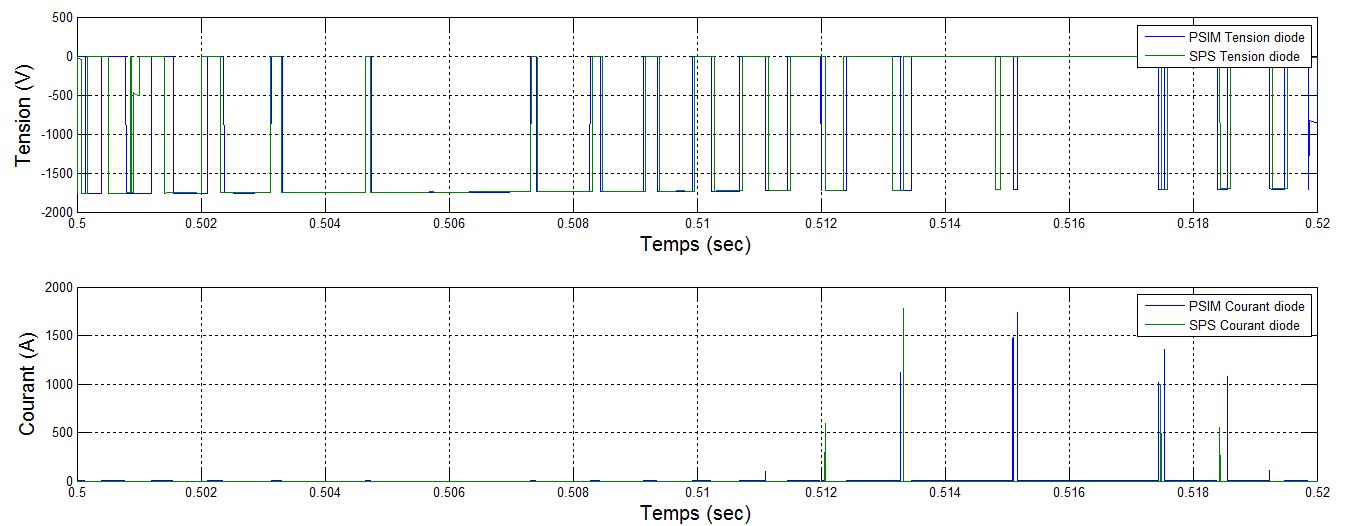 500
0
-500
-1000
-1500
-2000
Tension (V)
PSIM Tension diode
SPS Tension diode
0.5 0.502 0.504 0.506 0.508 0.51 0.512 0.514 0.516 0.518 0.52
Temps (sec)
2000
1500
1000
500
0
Courant (A)
PSIM Courant diode
SPS Courant diode
0.5 0.502 0.504 0.506 0.508 0.51 0.512 0.514 0.516 0.518 0.52
Temps (sec)